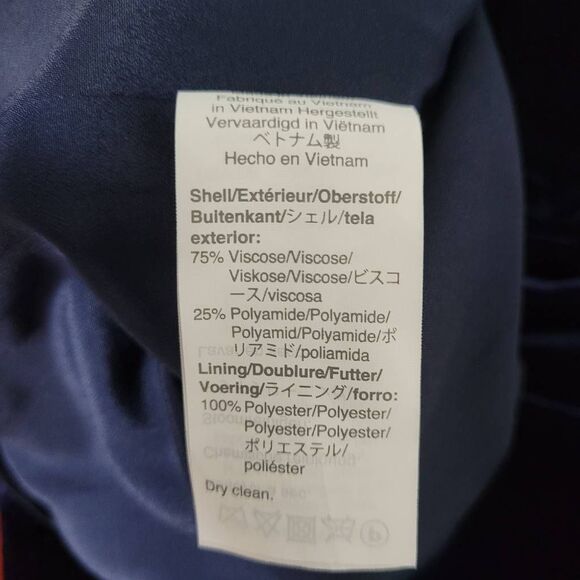 Fabriqué au Vietnam
in Vietnam Hergestellt
Vervaardigd in Viëtnam
ベトナム製
Hecho en Vietnam
Shell/Extérieur/Oberstoff/
Buitenkant/シェル/tela
exterior:
75% Viscose/Viscose/
Viskose/Viscose/ビスコ
ース/viscosa
25% Polyamide/Polyamide/
Polyamid/Polyamide/ポ
リアミド/poliamida
Lining/Doublure/Futter/
Voering/ライニング/forro:
100% Polyester/Polyester/
Polyester/Polyester/
ポリエステル/
poliéster
Dry clean.
P